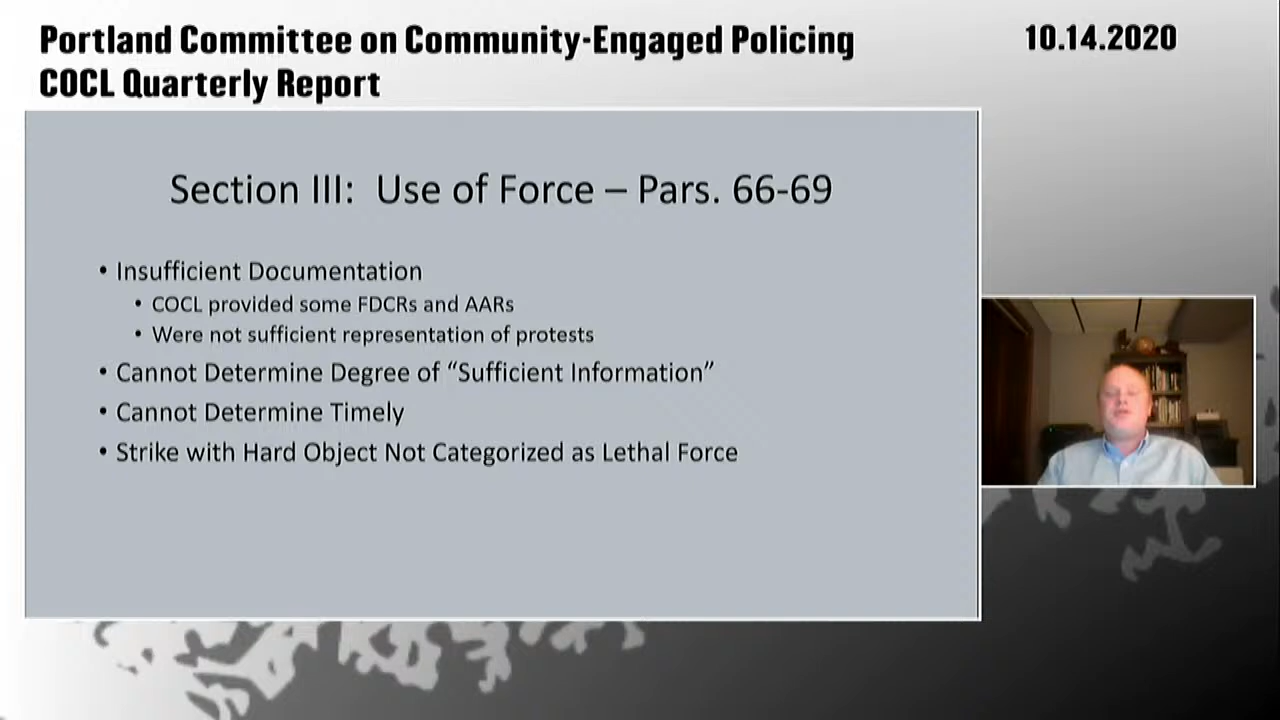 Portland Committee on Community-Engaged Policing
COCL Quarterly Report
10.14.2020
Section III: Use of Force – Pars. 66-69
• Insufficient Documentation
• COCL provided some FDCRs and AARs
• Were not sufficient representation of protests
• Cannot Determine Degree of “Sufficient Information”
• Cannot Determine Timely
• Strike with Hard Object Not Categorized as Lethal Force